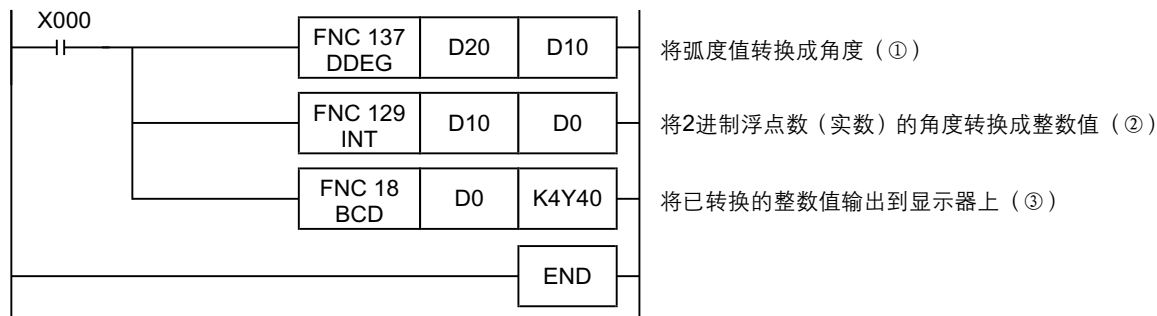 X000
FNC 137 DDEG D20 D10 将弧度值转换成角度（①）
FNC 129 INT D10 D0 将2进制浮点数（实数）的角度转换成整数值（②）
FNC 18 BCD D0 K4Y40 将已转换的整数值输出到显示器上（③）
END